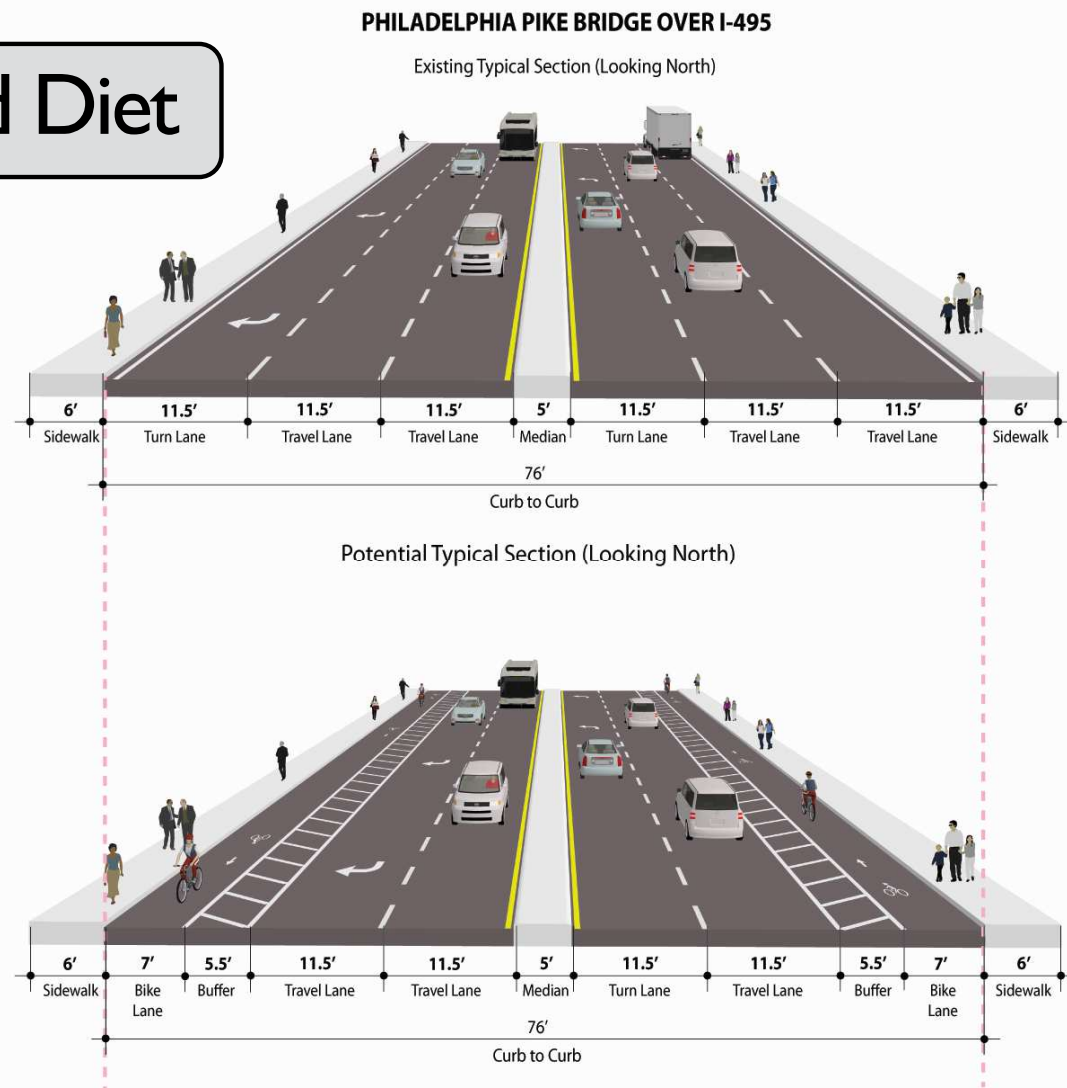 PHILADELPHIA PIKE BRIDGE OVER I-495
Existing Typical Section (Looking North)
Diet
6' 11.5' 11.5' 11.5' 5' 11.5' 11.5' 11.5' 6'
Sidewalk Turn Lane Travel Lane Travel Lane Median Turn Lane Travel Lane Travel Lane Sidewalk
76'
Curb to Curb
Potential Typical Section (Looking North)
6' 7' 5.5' 11.5' 11.5' 5' 11.5' 11.5' 5.5' 7' 6'
Sidewalk Bike Buffer Travel Lane Travel Lane Median Turn Lane Travel Lane Buffer Bike Sidewalk
Lane Lane
76'
Curb to Curb